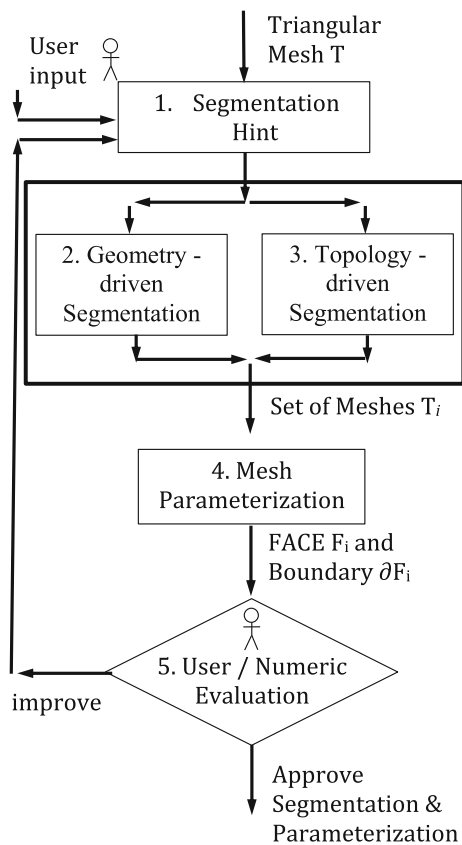 Triangular
Mesh T
User
input
1. Segmentation
Hint
2. Geometry -
driven
Segmentation
3. Topology -
driven
Segmentation
Set of Meshes Tᵢ
4. Mesh
Parameterization
FACE Fᵢ and
Boundary ∂Fᵢ
5. User / Numeric
Evaluation
improve
Approve
Segmentation &
Parameterization